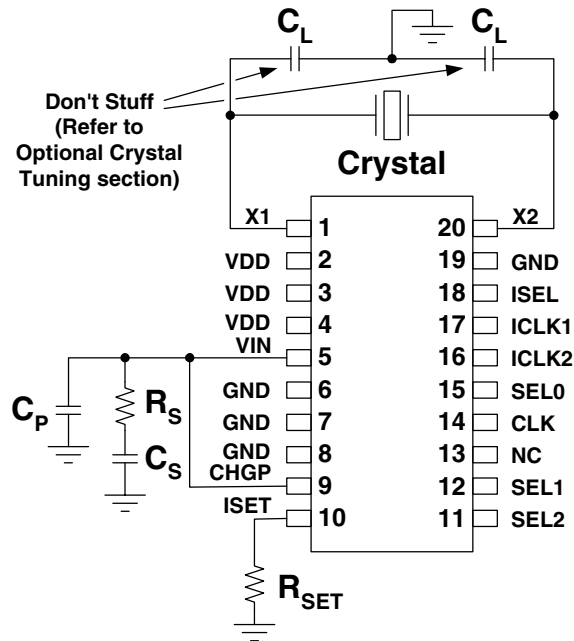 C_L
C_L
Don't Stuff
(Refer to
Optional Crystal
Tuning section)
Crystal
X1 1 20 X2
VDD 2 19 GND
VDD 3 18 ISEL
VDD 4 17 ICLK1
VIN 5 16 ICLK2
GND 6 15 SEL0
GND 7 14 CLK
GND 8 13 NC
CHGP 9 12 SEL1
ISET 10 11 SEL2
C_P
R_S
C_S
R_SET